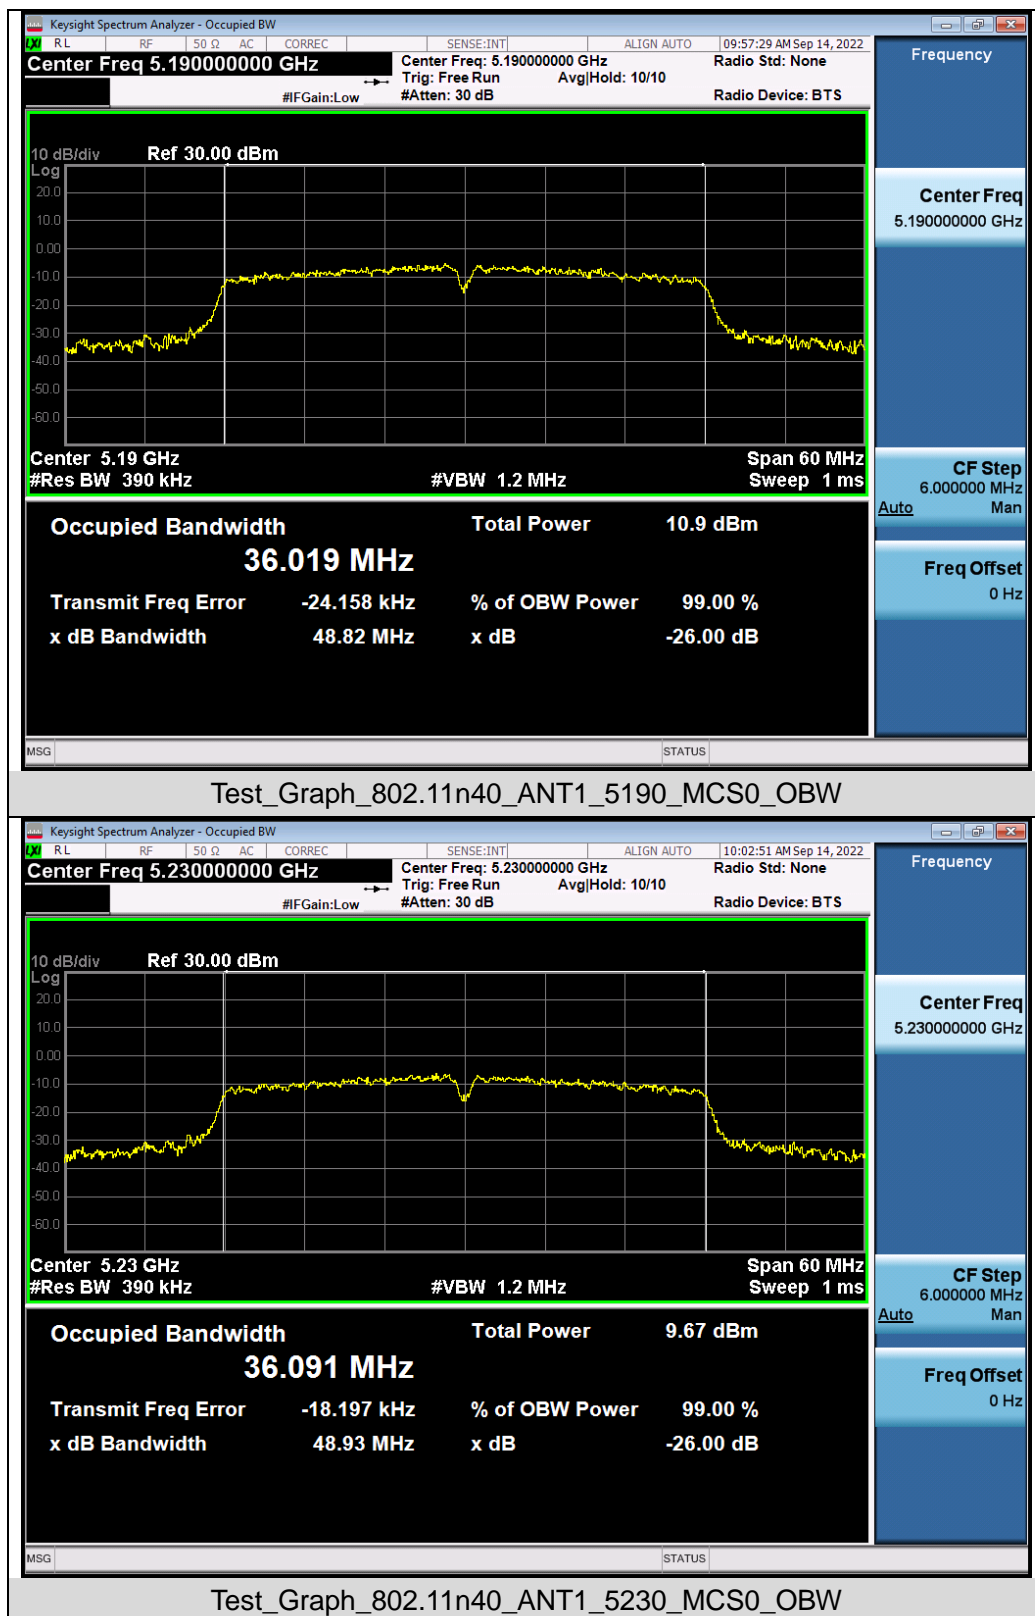 Keysight Spectrum Analyzer - Occupied BW
LXI RL RF 50 Ω AC CORREC SENSE:INT ALIGN AUTO 09:57:29 AM Sep 14, 2022
Center Freq 5.190000000 GHz
Center Freq: 5.190000000 GHz Radio Std: None
Trig: Free Run Avg|Hold: 10/10
#IFGain:Low #Atten: 30 dB Radio Device: BTS
Frequency
10 dB/div Ref 30.00 dBm
Log
20.0
10.0
0.00
-10.0
-20.0
-30.0
-40.0
-50.0
-60.0
Center 5.19 GHz Span 60 MHz
#Res BW 390 kHz #VBW 1.2 MHz Sweep 1 ms
Center Freq
5.190000000 GHz
CF Step
6.000000 MHz
Auto Man
Freq Offset
0 Hz
Occupied Bandwidth Total Power 10.9 dBm
36.019 MHz
Transmit Freq Error -24.158 kHz % of OBW Power 99.00 %
x dB Bandwidth 48.82 MHz x dB -26.00 dB
MSG STATUS
Test_Graph_802.11n40_ANT1_5190_MCS0_OBW
Keysight Spectrum Analyzer - Occupied BW
LXI RL RF 50 Ω AC CORREC SENSE:INT ALIGN AUTO 10:02:51 AM Sep 14, 2022
Center Freq 5.230000000 GHz
Center Freq: 5.230000000 GHz Radio Std: None
Trig: Free Run Avg|Hold: 10/10
#IFGain:Low #Atten: 30 dB Radio Device: BTS
Frequency
10 dB/div Ref 30.00 dBm
Log
20.0
10.0
0.00
-10.0
-20.0
-30.0
-40.0
-50.0
-60.0
Center 5.23 GHz Span 60 MHz
#Res BW 390 kHz #VBW 1.2 MHz Sweep 1 ms
Center Freq
5.230000000 GHz
CF Step
6.000000 MHz
Auto Man
Freq Offset
0 Hz
Occupied Bandwidth Total Power 9.67 dBm
36.091 MHz
Transmit Freq Error -18.197 kHz % of OBW Power 99.00 %
x dB Bandwidth 48.93 MHz x dB -26.00 dB
MSG STATUS
Test_Graph_802.11n40_ANT1_5230_MCS0_OBW